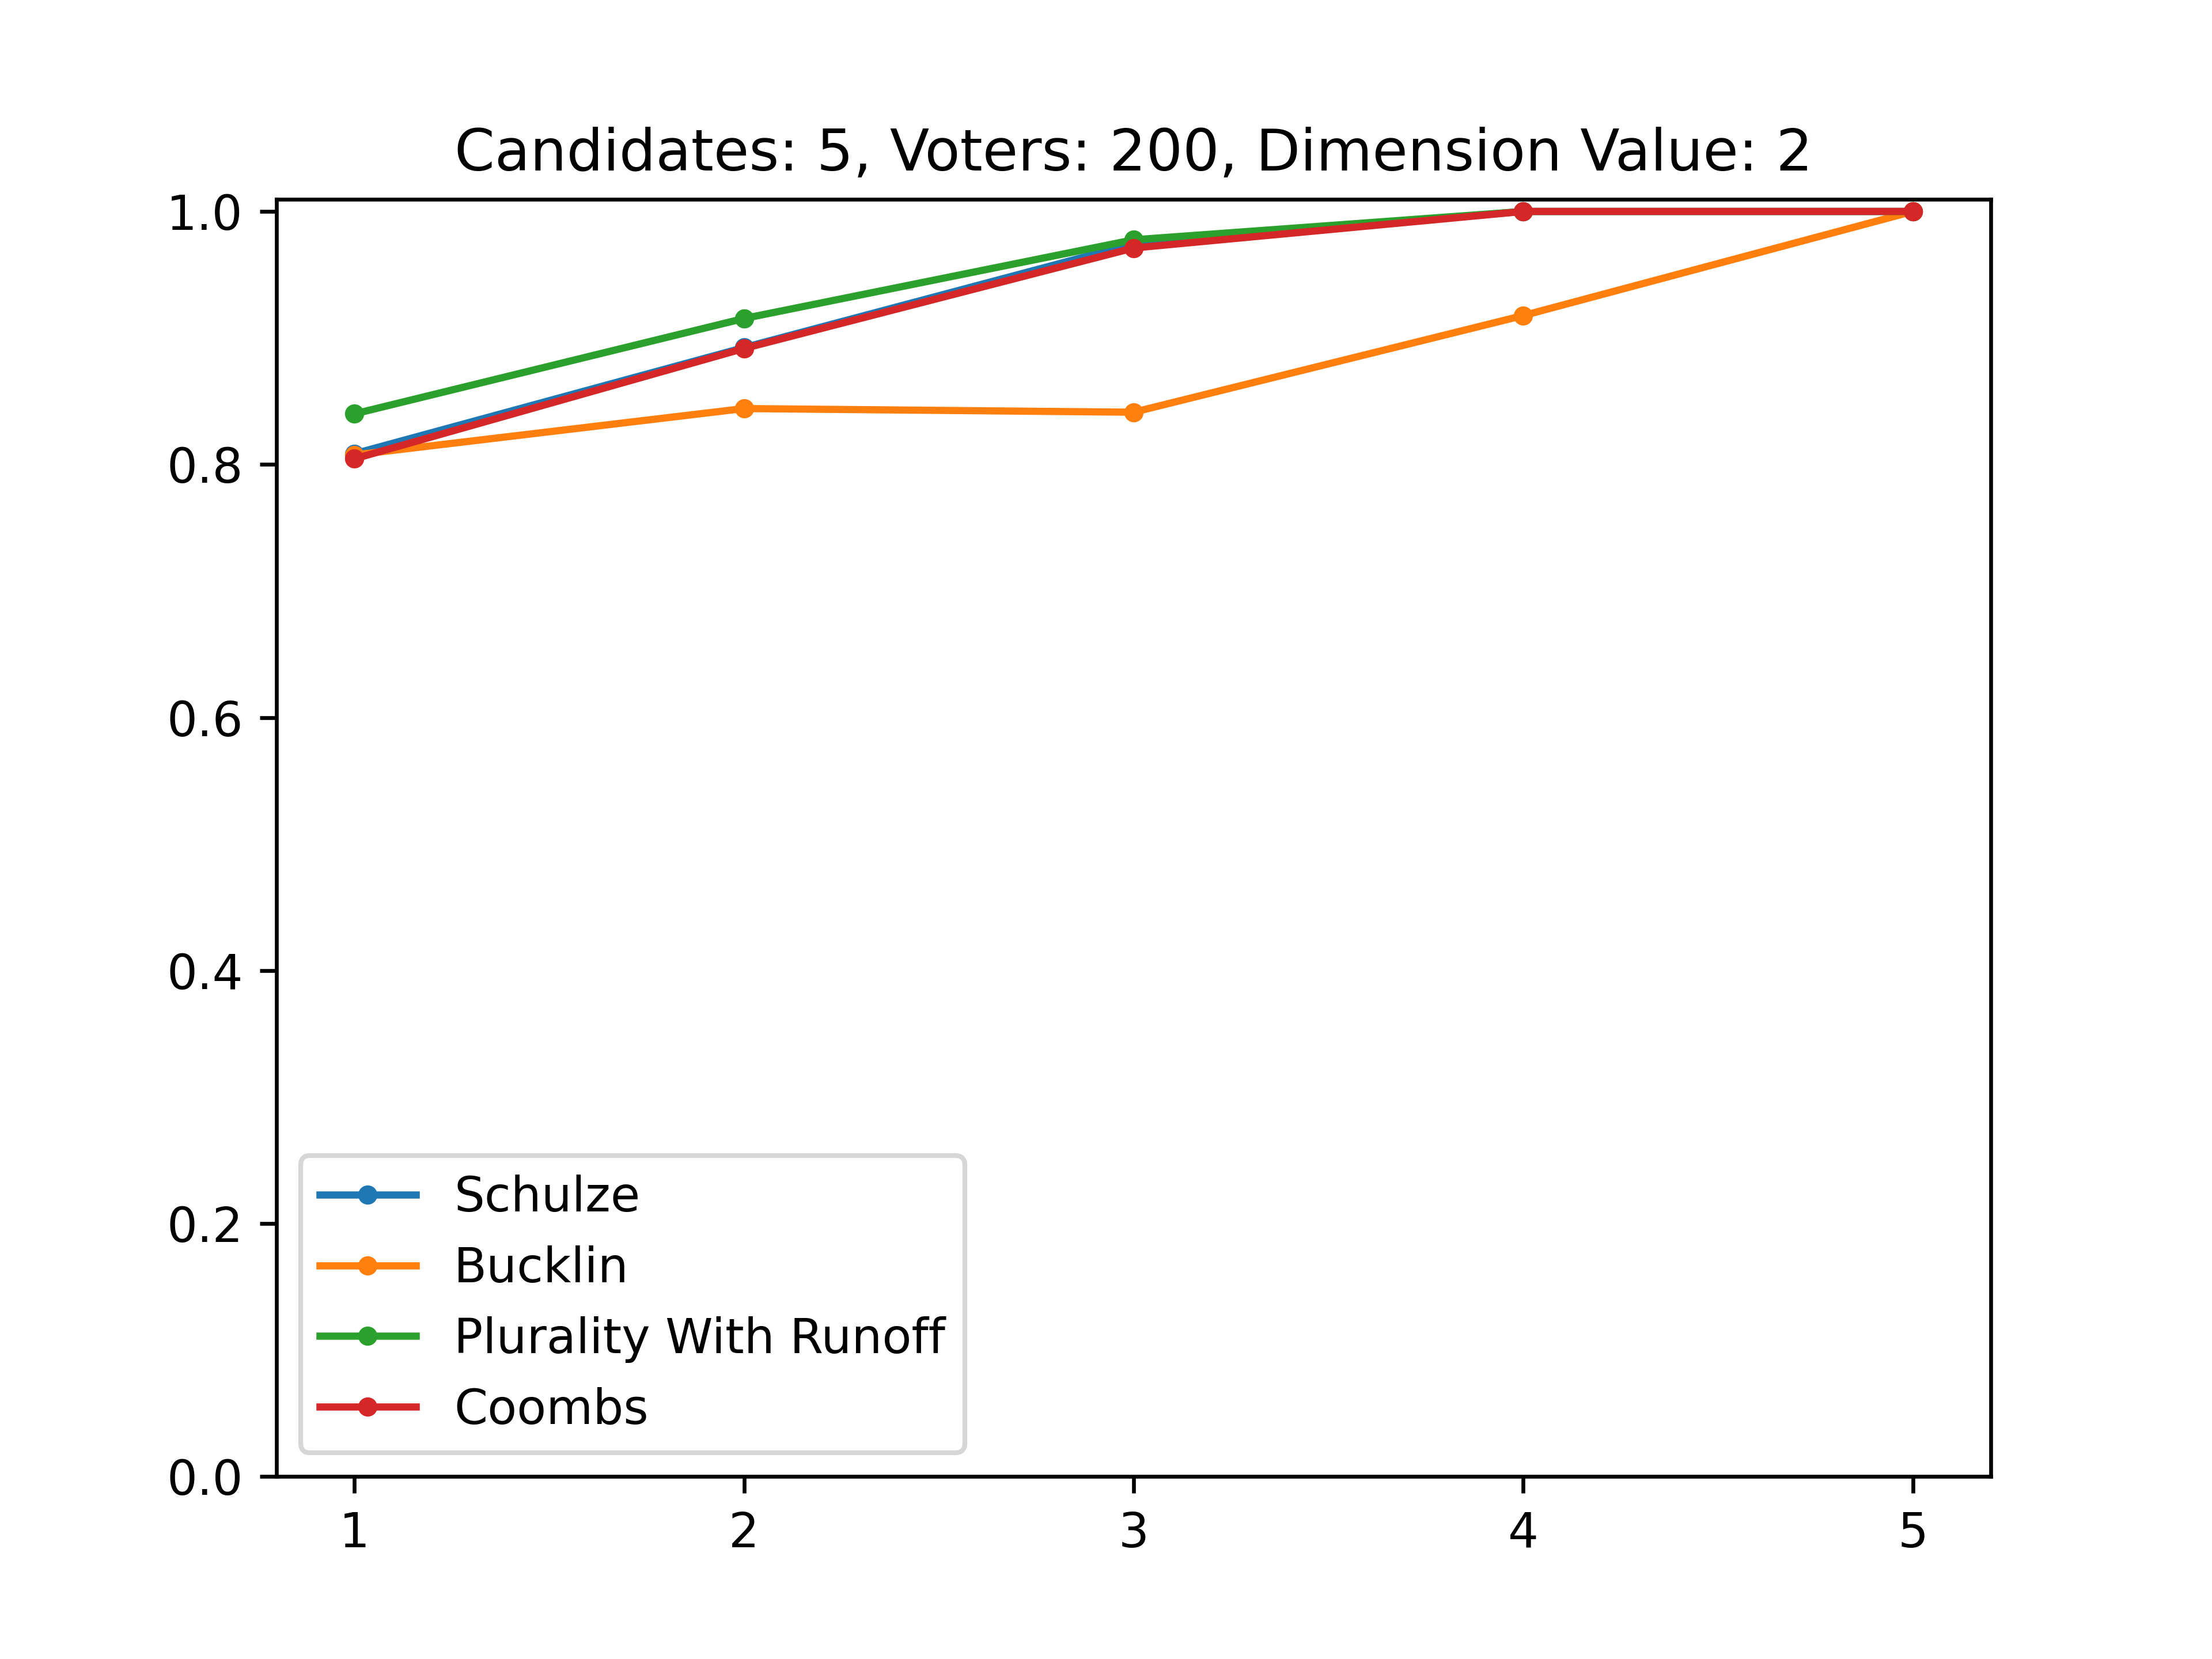 Candidates: 5, Voters: 200, Dimension Value: 2
1.0
0.8
0.6
0.4
0.2
0.0
Schulze
Bucklin
Plurality With Runoff
Coombs
1 2 3 4 5